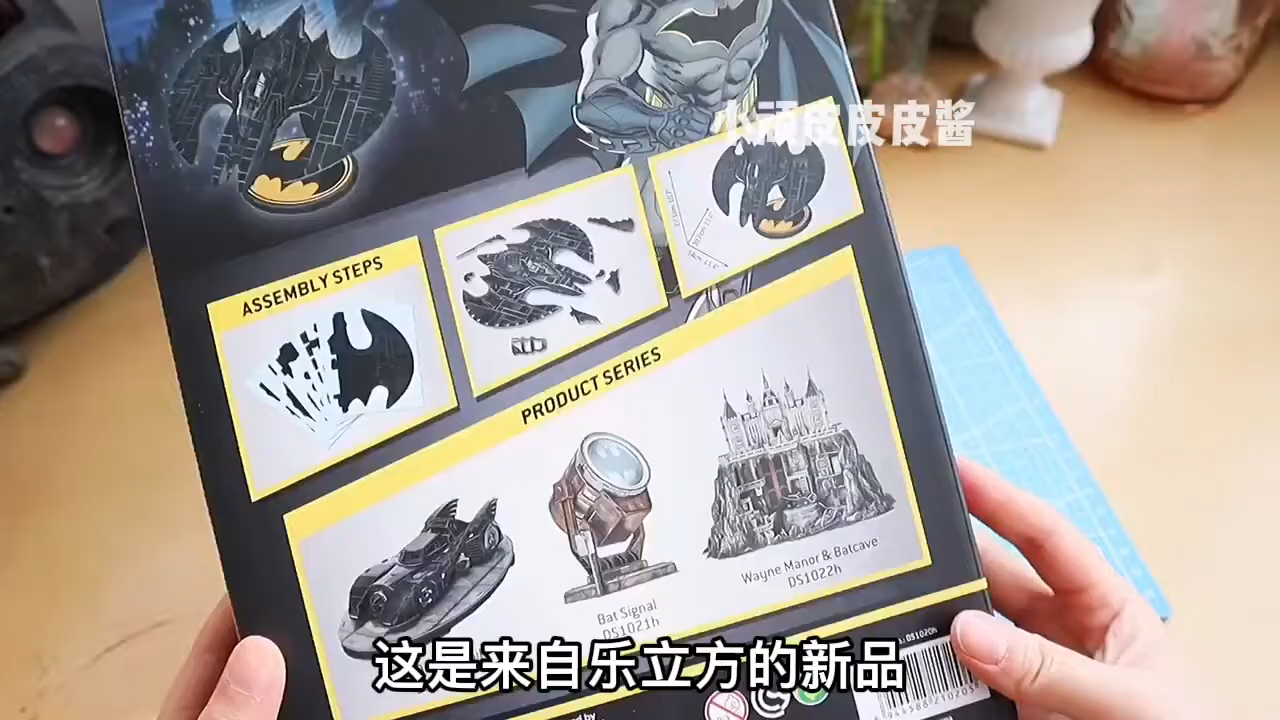 小顽皮皮皮酱
ASSEMBLY STEPS
PRODUCT SERIES
Bat Signal
DS1021h
Wayne Manor & Batcave
DS1022h
DS1020h
这是来自乐立方的新品